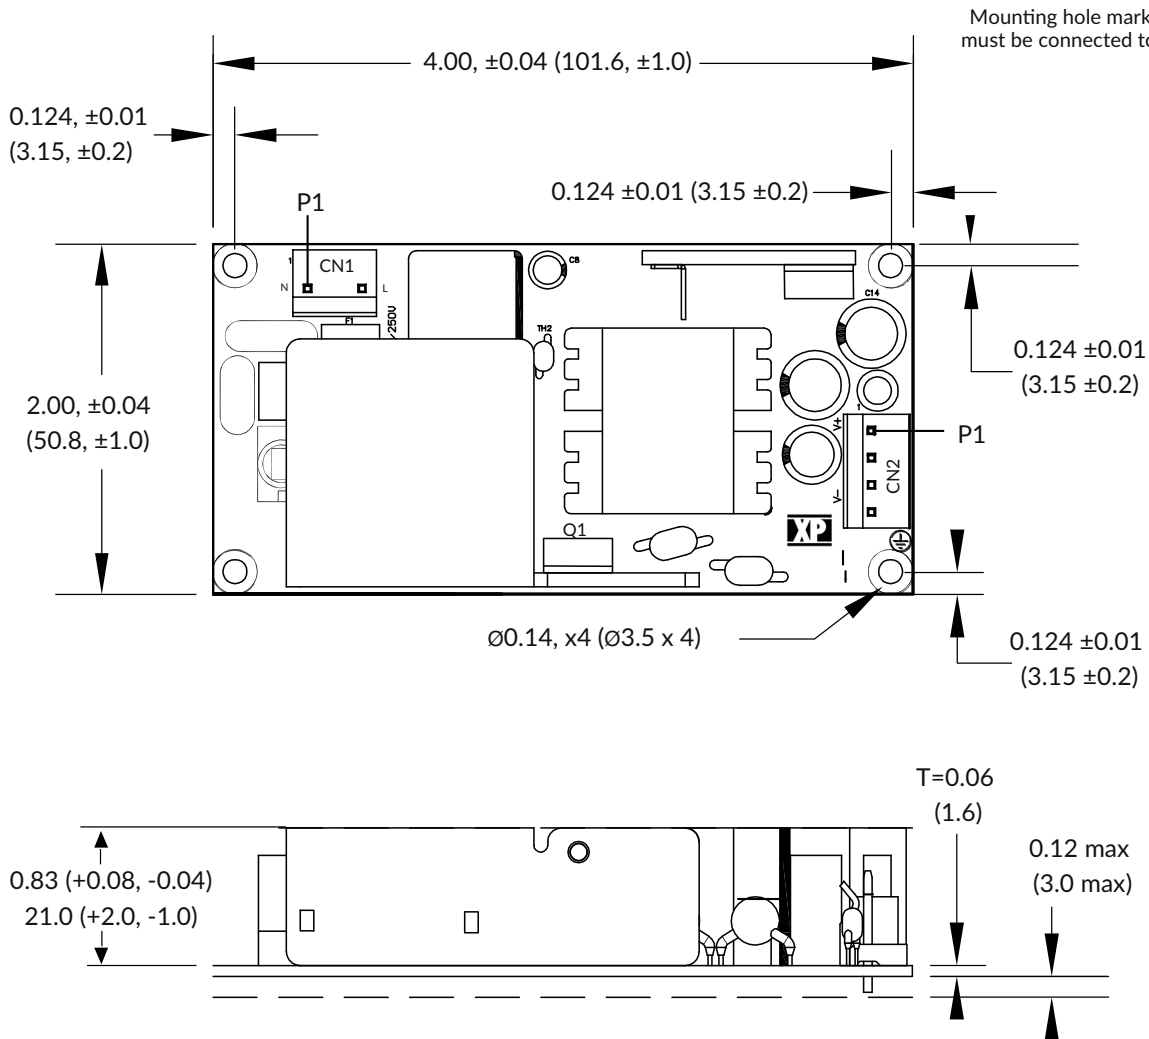 Mounting hole mark
must be connected to
4.00, ±0.04 (101.6, ±1.0)
0.124, ±0.01
(3.15, ±0.2)
0.124 ±0.01 (3.15 ±0.2)
P1
1
CN1
C8
N
L
C14
F1
/250V
TH2
0.124 ±0.01
(3.15 ±0.2)
2.00, ±0.04
(50.8, ±1.0)
1
V+
P1
CN2
V−
XP
Q1
Ø0.14, x4 (Ø3.5 x 4)
0.124 ±0.01
(3.15 ±0.2)
T=0.06
(1.6)
0.12 max
(3.0 max)
0.83 (+0.08, -0.04)
21.0 (+2.0, -1.0)